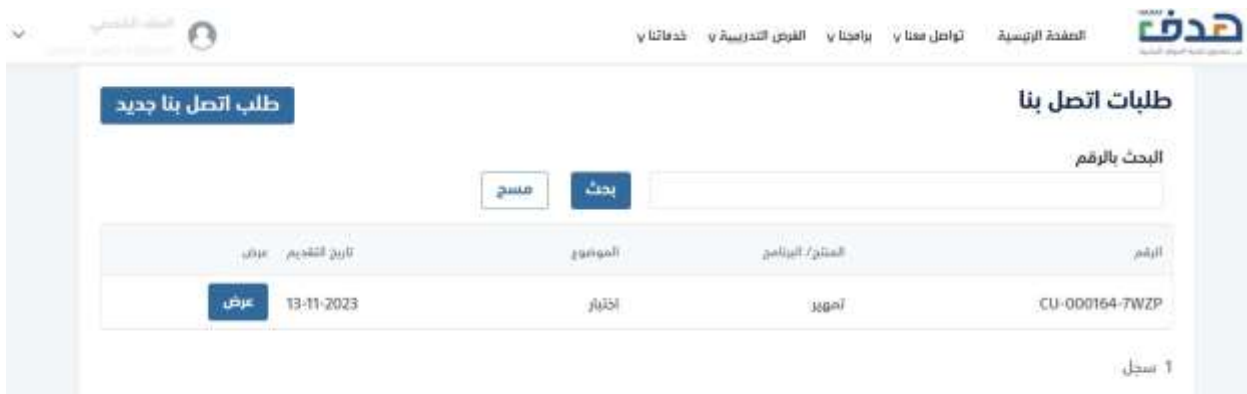 هدف
الصفحة الرئيسية تواصل معنا برامجنا الفرص التدريبية خدماتنا
طلبات اتصل بنا
طلب اتصل بنا جديد
البحث بالرقم
بحث مسح
الرقم المنتج/ البرنامج الموضوع تاريخ التقديم عرض
CU-000164-7WZP تمهير اختبار 13-11-2023 عرض
1 سجل